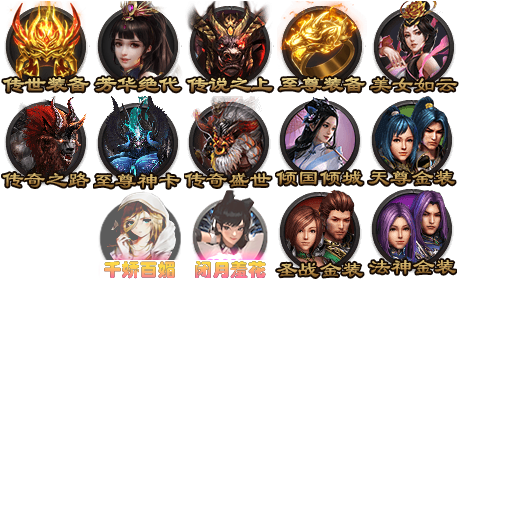 传世装备
芳华绝代
传说之上
至尊装备
美女如云
传奇之路
至尊神卡
传奇盛世
倾国倾城
天尊金装
千娇百媚
闭月羞花
圣战金装
法神金装